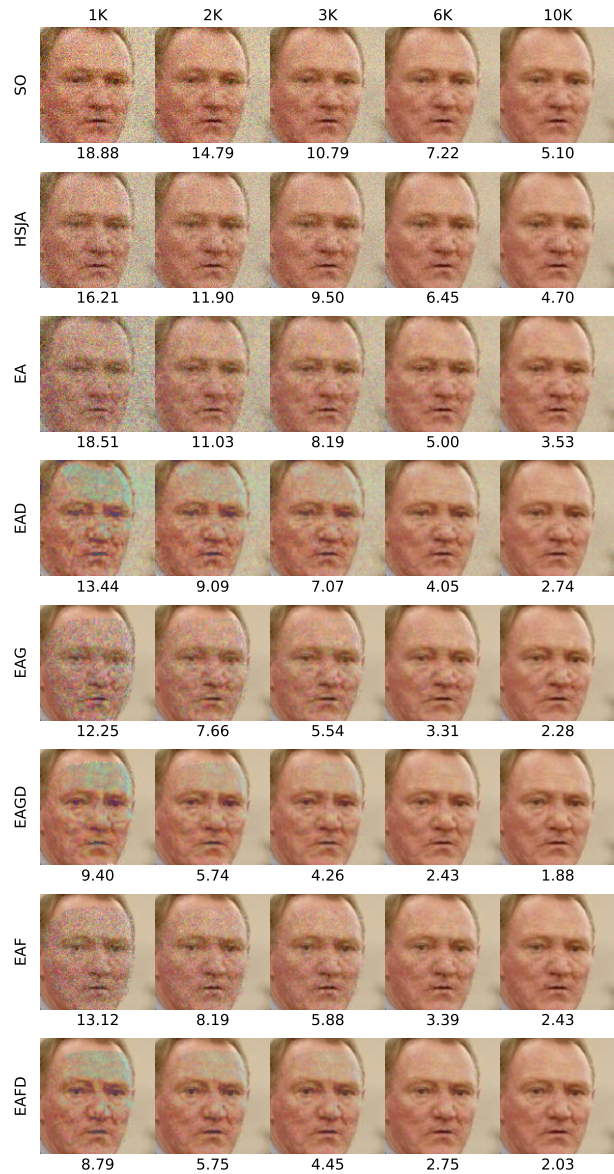 1K 2K 3K 6K 10K
SO
18.88 14.79 10.79 7.22 5.10
HSJA
16.21 11.90 9.50 6.45 4.70
EA
18.51 11.03 8.19 5.00 3.53
EAD
13.44 9.09 7.07 4.05 2.74
EAG
12.25 7.66 5.54 3.31 2.28
EAGD
9.40 5.74 4.26 2.43 1.88
EAF
13.12 8.19 5.88 3.39 2.43
EAFD
8.79 5.75 4.45 2.75 2.03